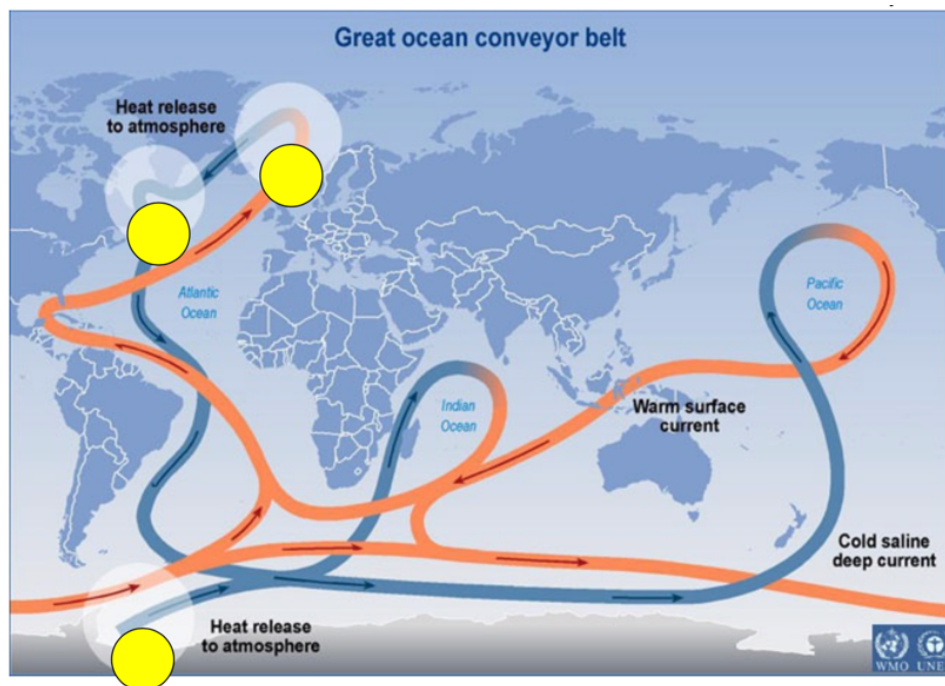 Great ocean conveyor belt
Heat release
to atmosphere
Atlantic
Ocean
Pacific
Ocean
Indian
Ocean
Warm surface
current
Cold saline
deep current
Heat release
to atmosphere
WMO UNE